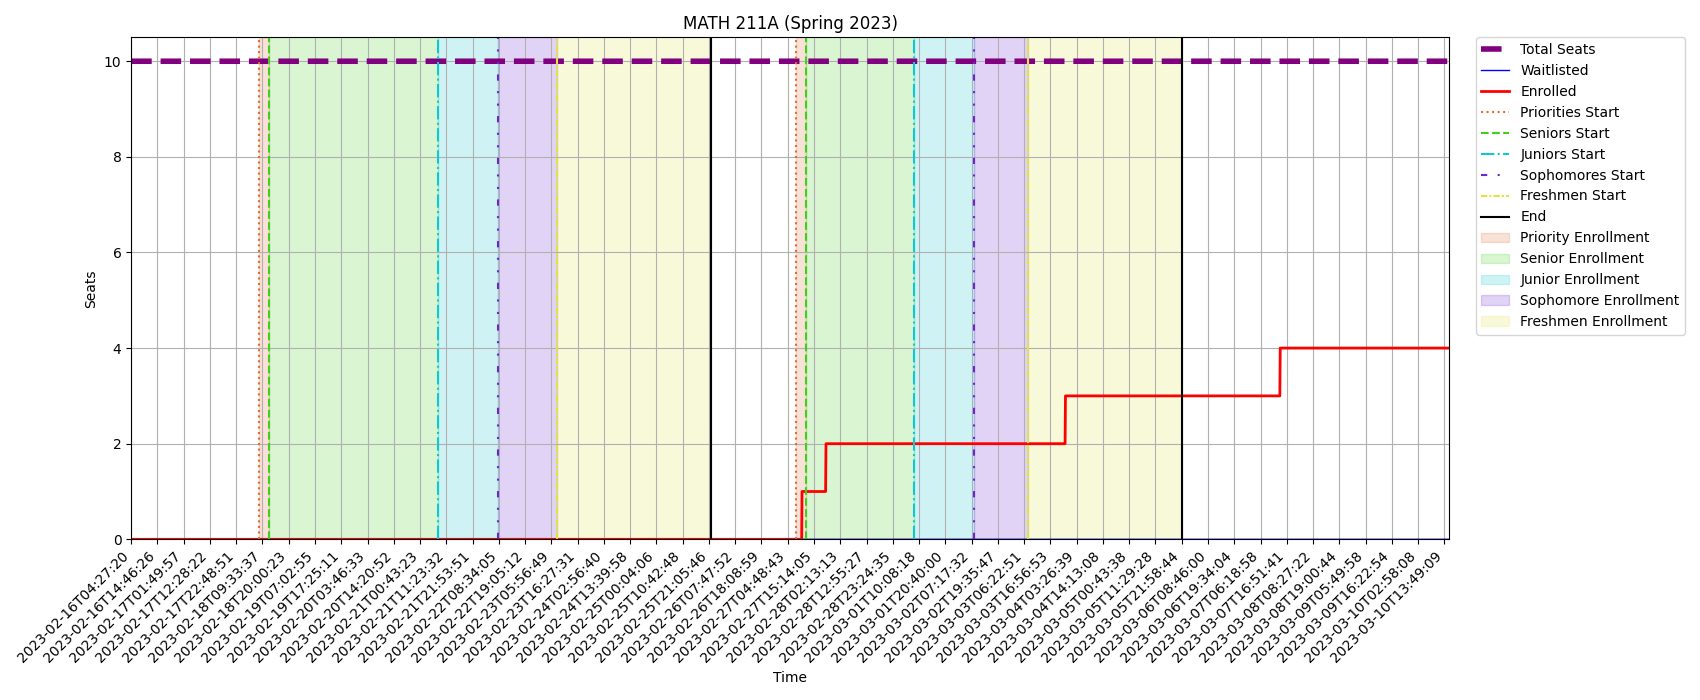 MATH 211A (Spring 2023)
Seats
10
8
6
4
2
0
2023-02-16T04:27:20
2023-02-16T14:46:26
2023-02-17T01:49:57
2023-02-17T12:28:22
2023-02-17T22:48:51
2023-02-18T09:33:37
2023-02-18T20:00:23
2023-02-19T07:02:55
2023-02-19T17:25:11
2023-02-20T03:46:33
2023-02-20T14:20:52
2023-02-21T00:43:23
2023-02-21T11:23:32
2023-02-21T21:53:51
2023-02-22T08:34:05
2023-02-22T19:05:12
2023-02-23T05:56:49
2023-02-23T16:27:31
2023-02-24T02:56:40
2023-02-24T13:39:58
2023-02-25T00:04:06
2023-02-25T10:42:48
2023-02-25T21:05:46
2023-02-26T07:47:52
2023-02-26T18:08:59
2023-02-27T04:48:43
2023-02-27T15:14:05
2023-02-28T02:13:13
2023-02-28T12:55:27
2023-02-28T23:24:35
2023-03-01T10:08:18
2023-03-01T20:40:00
2023-03-02T07:17:32
2023-03-02T19:35:47
2023-03-03T06:22:51
2023-03-03T16:56:53
2023-03-04T03:26:39
2023-03-04T14:13:08
2023-03-05T00:43:38
2023-03-05T11:29:28
2023-03-05T21:58:44
2023-03-06T08:46:00
2023-03-06T19:34:04
2023-03-07T06:18:58
2023-03-07T16:51:41
2023-03-08T08:27:22
2023-03-08T19:00:44
2023-03-09T05:49:58
2023-03-09T16:22:54
2023-03-10T02:58:08
2023-03-10T13:49:09
Time
Total Seats
Waitlisted
Enrolled
Priorities Start
Seniors Start
Juniors Start
Sophomores Start
Freshmen Start
End
Priority Enrollment
Senior Enrollment
Junior Enrollment
Sophomore Enrollment
Freshmen Enrollment